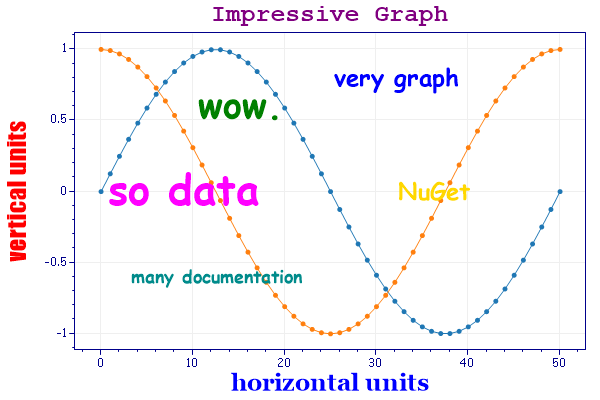 Impressive Graph
1
very graph
wow.
0.5
vertical units
0
so data
NuGet
-0.5
many documentation
-1
0
10
20
30
40
50
horizontal units